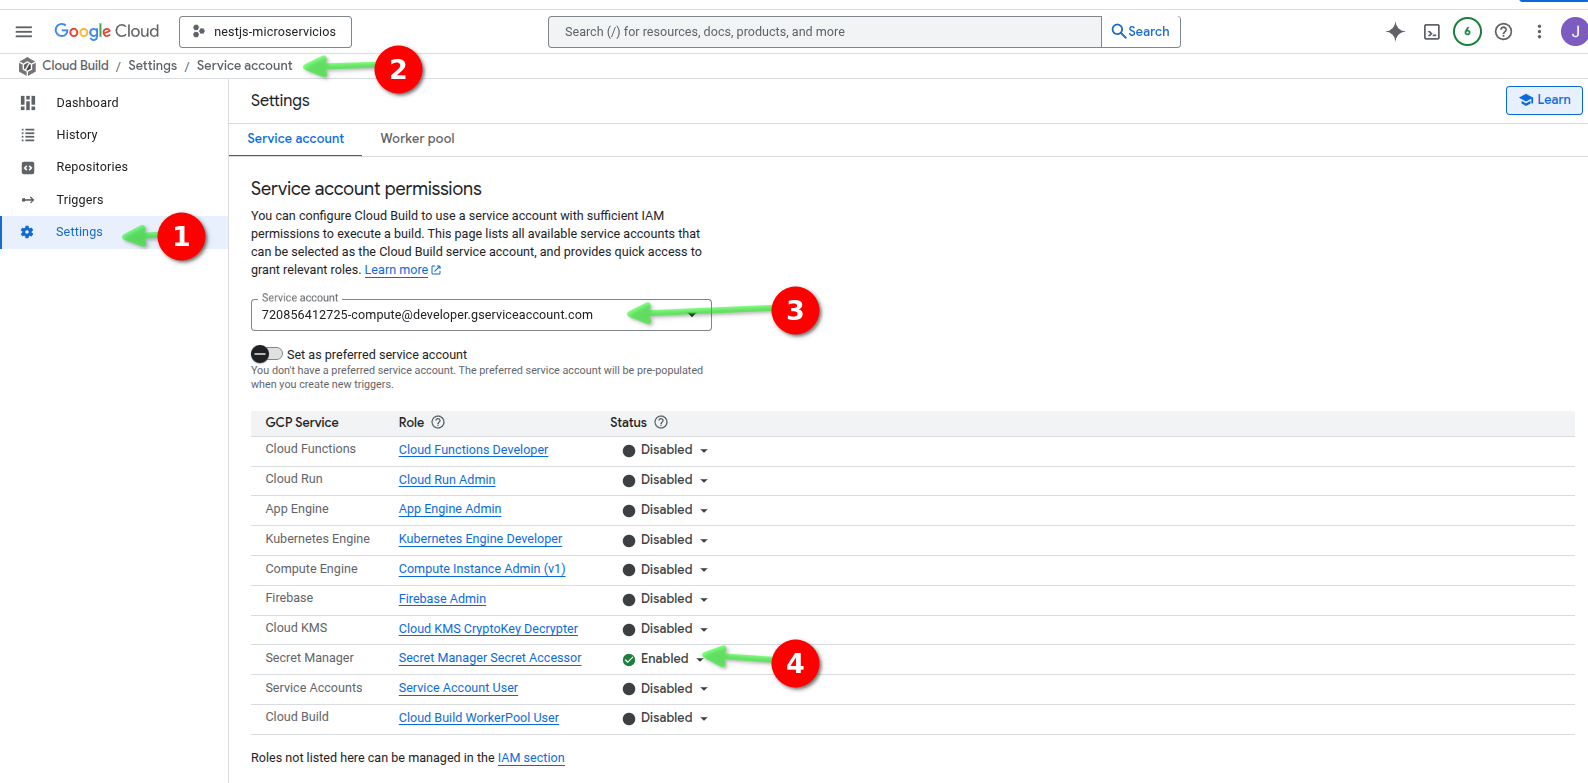 Google Cloud
nestjs-microservicios
Search (/) for resources, docs, products, and more
Search
6
J
Cloud Build / Settings / Service account
2
Dashboard
History
Repositories
Triggers
Settings
1
Settings
Learn
Service account
Worker pool
Service account permissions
You can configure Cloud Build to use a service account with sufficient IAM
permissions to execute a build. This page lists all available service accounts that
can be selected as the Cloud Build service account, and provides quick access to
grant relevant roles. Learn more
Service account
720856412725-compute@developer.gserviceaccount.com
3
Set as preferred service account
You don't have a preferred service account. The preferred service account will be pre-populated
when you create new triggers.
GCP Service Role Status
Cloud Functions Cloud Functions Developer Disabled
Cloud Run Cloud Run Admin Disabled
App Engine App Engine Admin Disabled
Kubernetes Engine Kubernetes Engine Developer Disabled
Compute Engine Compute Instance Admin (v1) Disabled
Firebase Firebase Admin Disabled
Cloud KMS Cloud KMS CryptoKey Decrypter Disabled
Secret Manager Secret Manager Secret Accessor Enabled
4
Service Accounts Service Account User Disabled
Cloud Build Cloud Build WorkerPool User Disabled
Roles not listed here can be managed in the IAM section